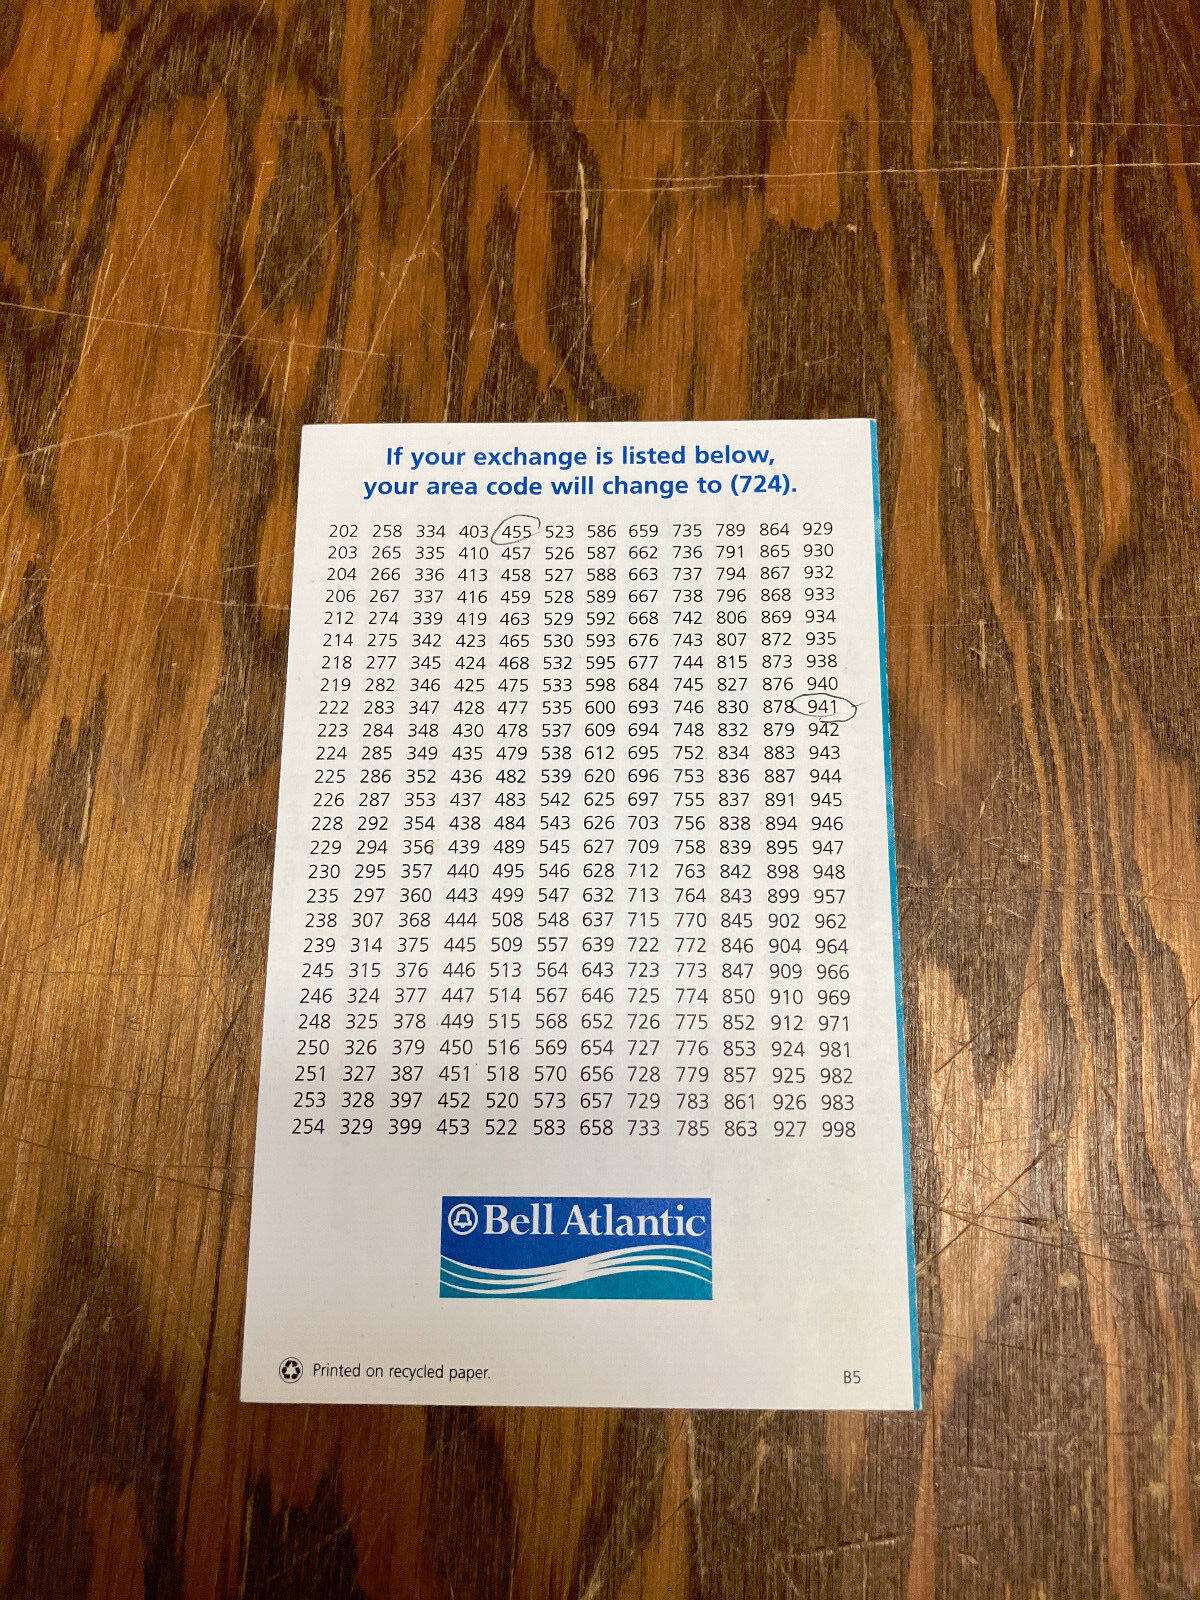 If your exchange is listed below,
your area code will change to (724).
202 258 334 403 455 523 586 659 735 789 864 929
203 265 335 410 457 526 587 662 736 791 865 930
204 266 336 413 458 527 588 663 737 794 867 932
206 267 337 416 459 528 589 667 738 796 868 933
212 274 339 419 463 529 592 668 742 806 869 934
214 275 342 423 465 530 593 676 743 807 872 935
218 277 345 424 468 532 595 677 744 815 873 938
219 282 346 425 475 533 598 684 745 827 876 940
222 283 347 428 477 535 600 693 746 830 878 941
223 284 348 430 478 537 609 694 748 832 879 942
224 285 349 435 479 538 612 695 752 834 883 943
225 286 352 436 482 539 620 696 753 836 887 944
226 287 353 437 483 542 625 697 755 837 891 945
228 292 354 438 484 543 626 703 756 838 894 946
229 294 356 439 489 545 627 709 758 839 895 947
230 295 357 440 495 546 628 712 763 842 898 948
235 297 360 443 499 547 632 713 764 843 899 957
238 307 368 444 508 548 637 715 770 845 902 962
239 314 375 445 509 557 639 722 772 846 904 964
245 315 376 446 513 564 643 723 773 847 909 966
246 324 377 447 514 567 646 725 774 850 910 969
248 325 378 449 515 568 652 726 775 852 912 971
250 326 379 450 516 569 654 727 776 853 924 981
251 327 387 451 518 570 656 728 779 857 925 982
253 328 397 452 520 573 657 729 783 861 926 983
254 329 399 453 522 583 658 733 785 863 927 998
Bell Atlantic
Printed on recycled paper.
B5